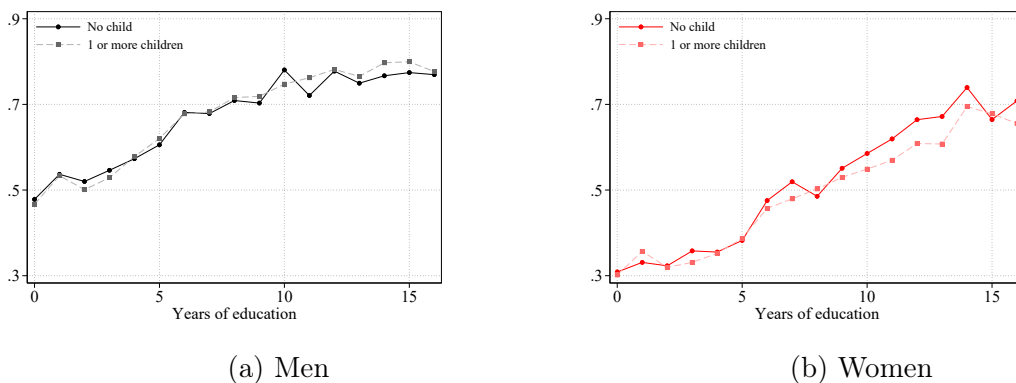 No child
1 or more children
.9
.7
.5
.3
0
5
10
15
Years of education
(a) Men
No child
1 or more children
.9
.7
.5
.3
0
5
10
15
Years of education
(b) Women